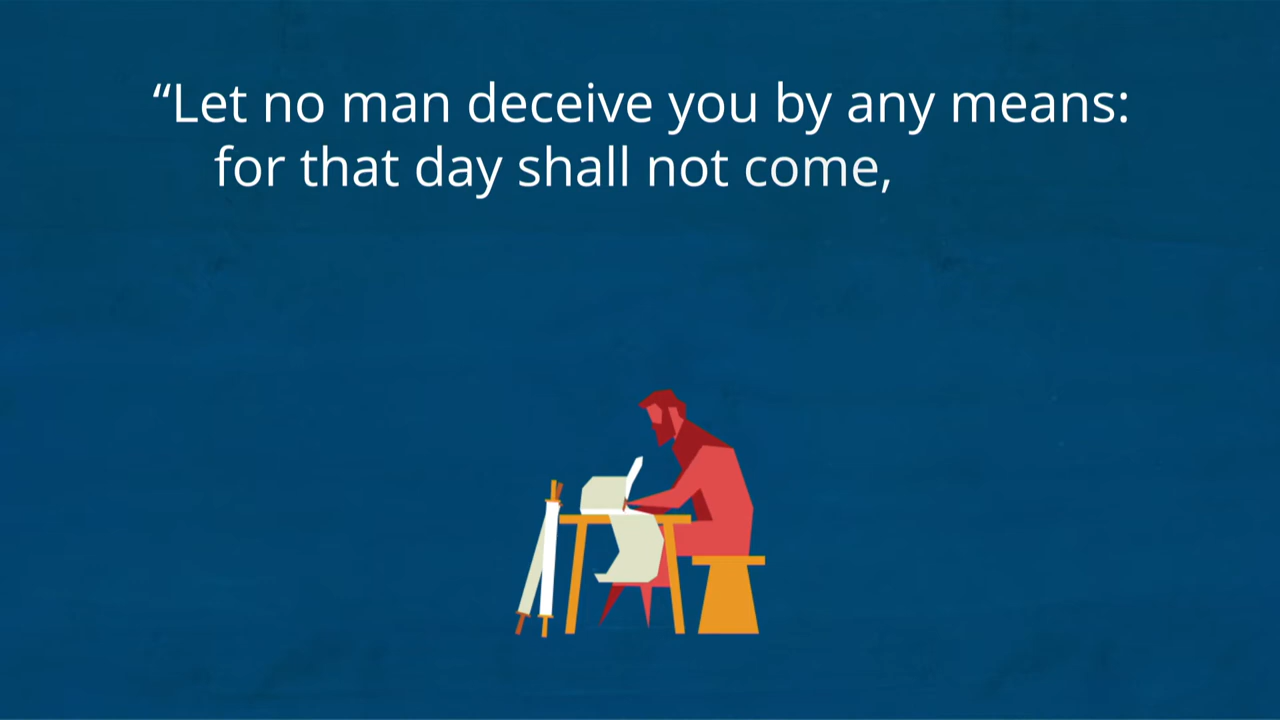 “Let no man deceive you by any means:
for that day shall not come,